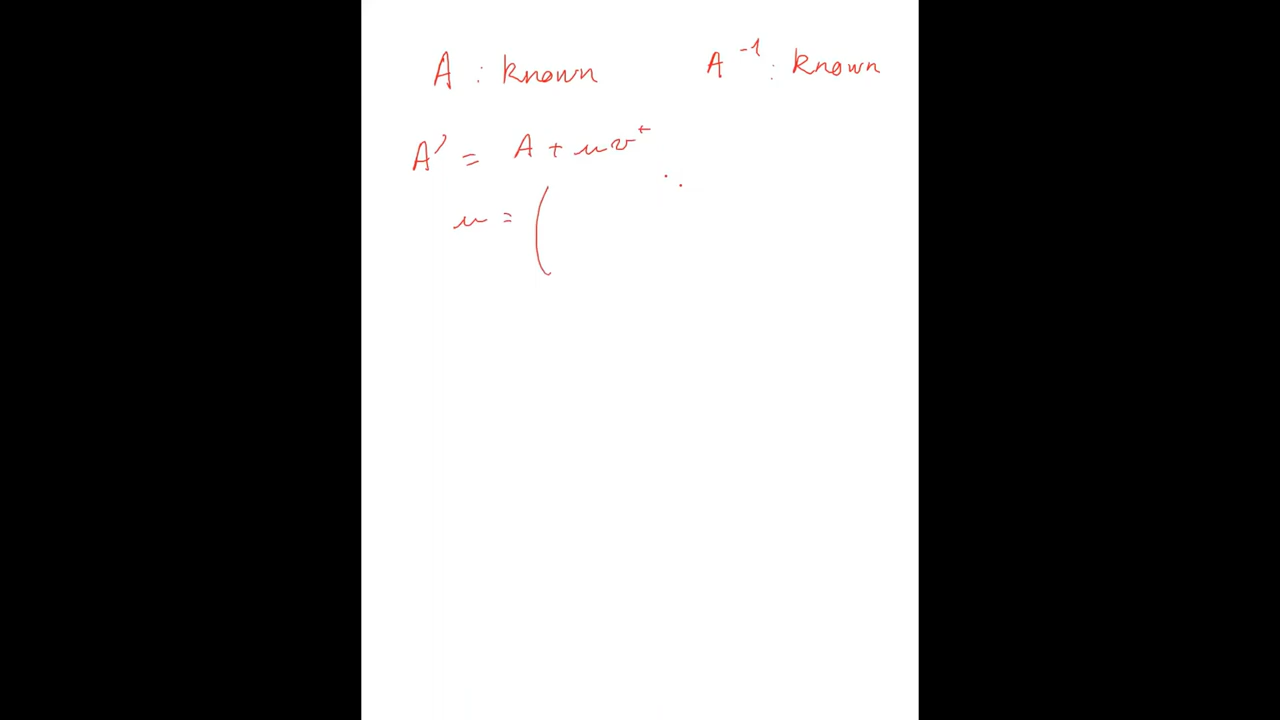 A : known A⁻¹ : known
A' = A + uvᵗ
u = (